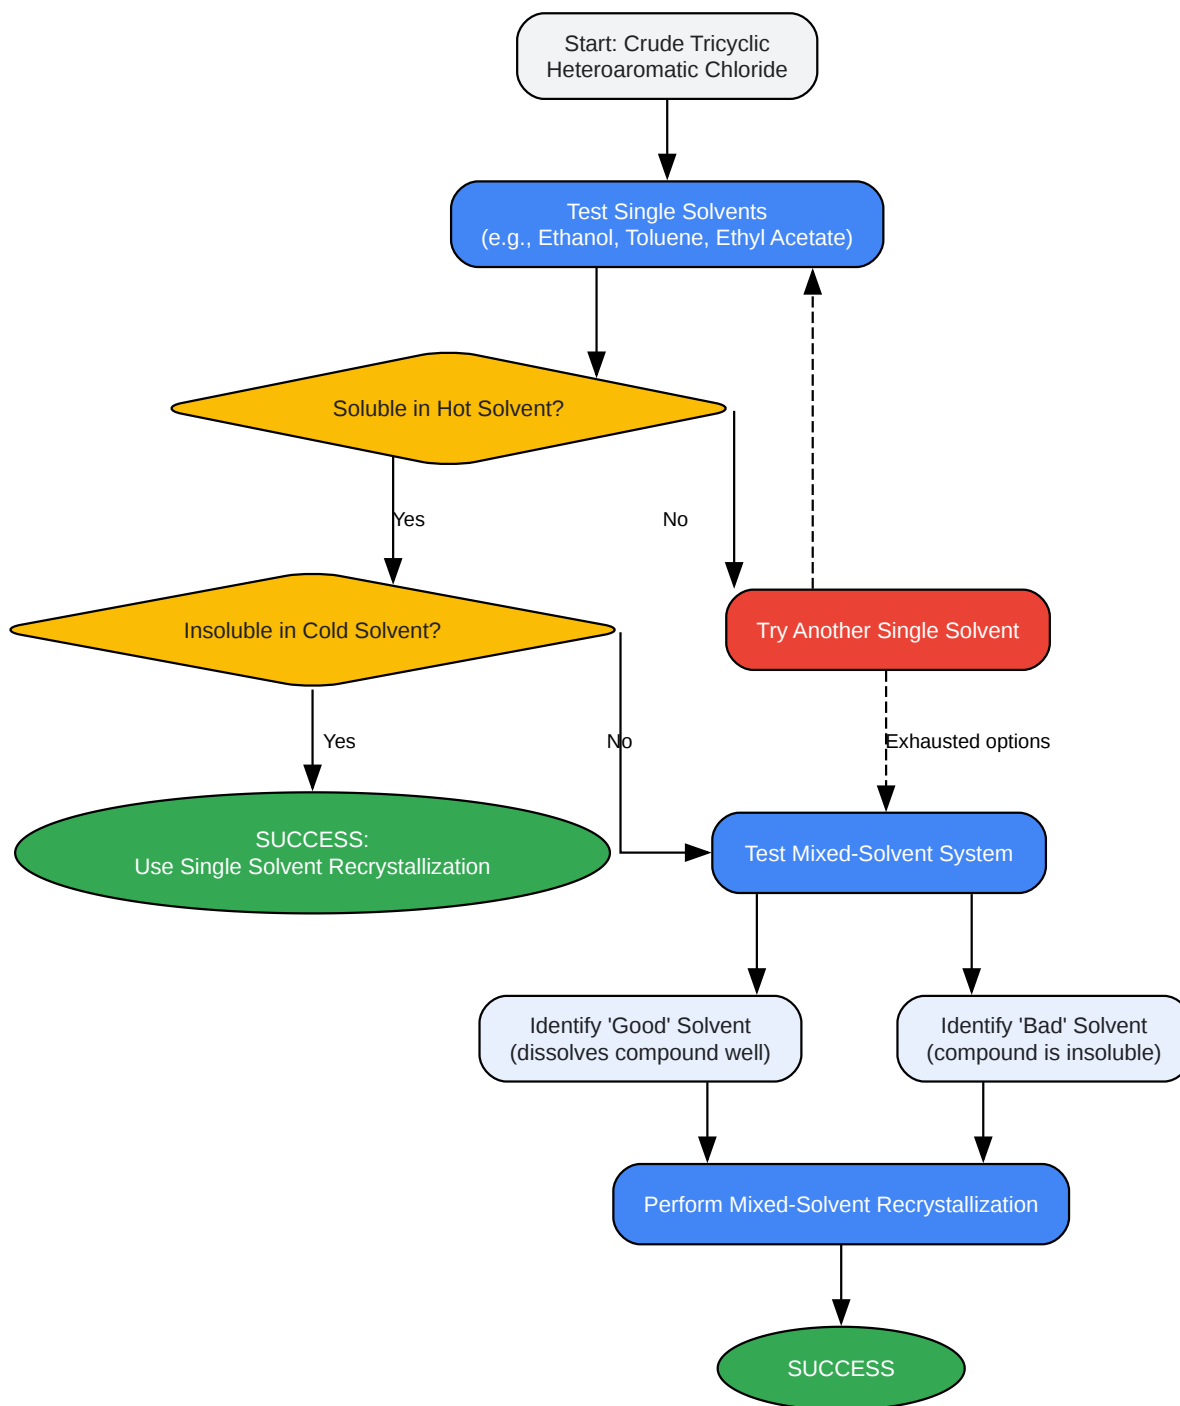 Start: Crude Tricyclic
Heteroaromatic Chloride
Test Single Solvents
(e.g., Ethanol, Toluene, Ethyl Acetate)
Soluble in Hot Solvent?
Yes
No
Insoluble in Cold Solvent?
Try Another Single Solvent
Yes
No
Exhausted options
SUCCESS:
Use Single Solvent Recrystallization
Test Mixed-Solvent System
Identify 'Good' Solvent
(dissolves compound well)
Identify 'Bad' Solvent
(compound is insoluble)
Perform Mixed-Solvent Recrystallization
SUCCESS